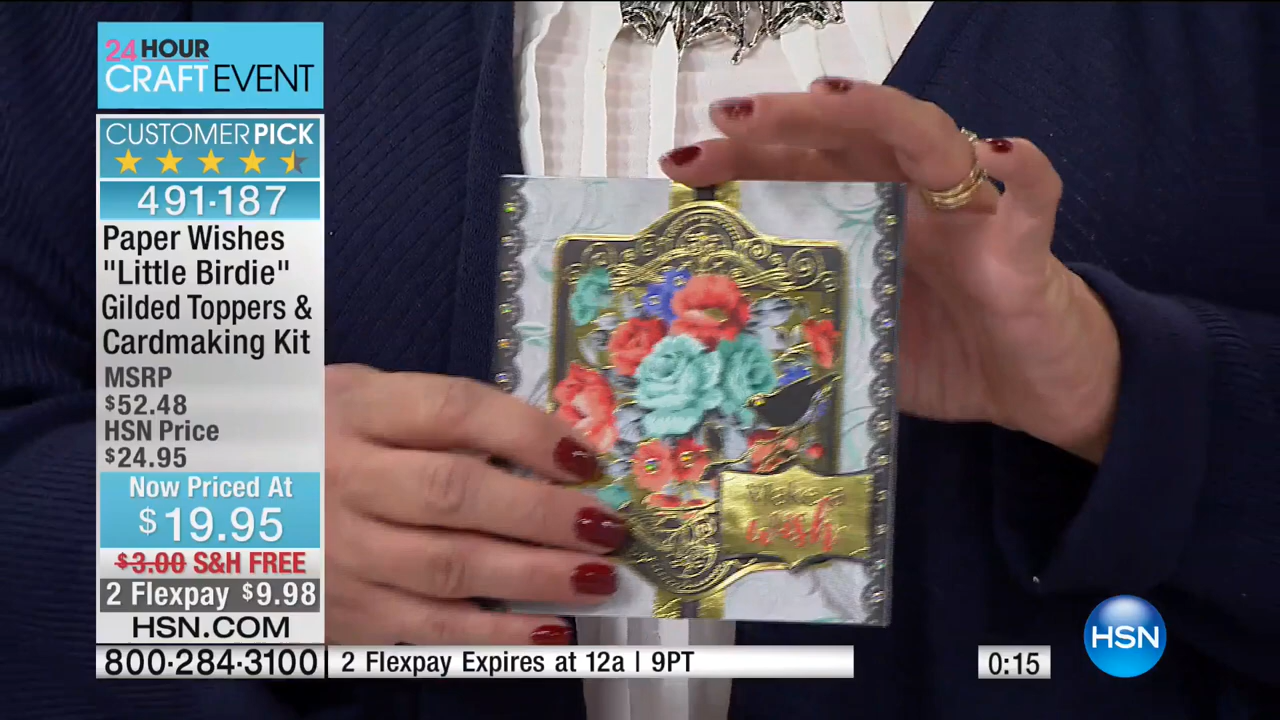 24 HOUR
CRAFT EVENT
CUSTOMER PICK
491·187
Paper Wishes
"Little Birdie"
Gilded Toppers &
Cardmaking Kit
MSRP
$52.48
HSN Price
$24.95
Now Priced At
$19.95
$3.00 S&H FREE
2 Flexpay $9.98
HSN.COM
800·284·3100
2 Flexpay Expires at 12a | 9PT
0:15
HSN
Make a
wish